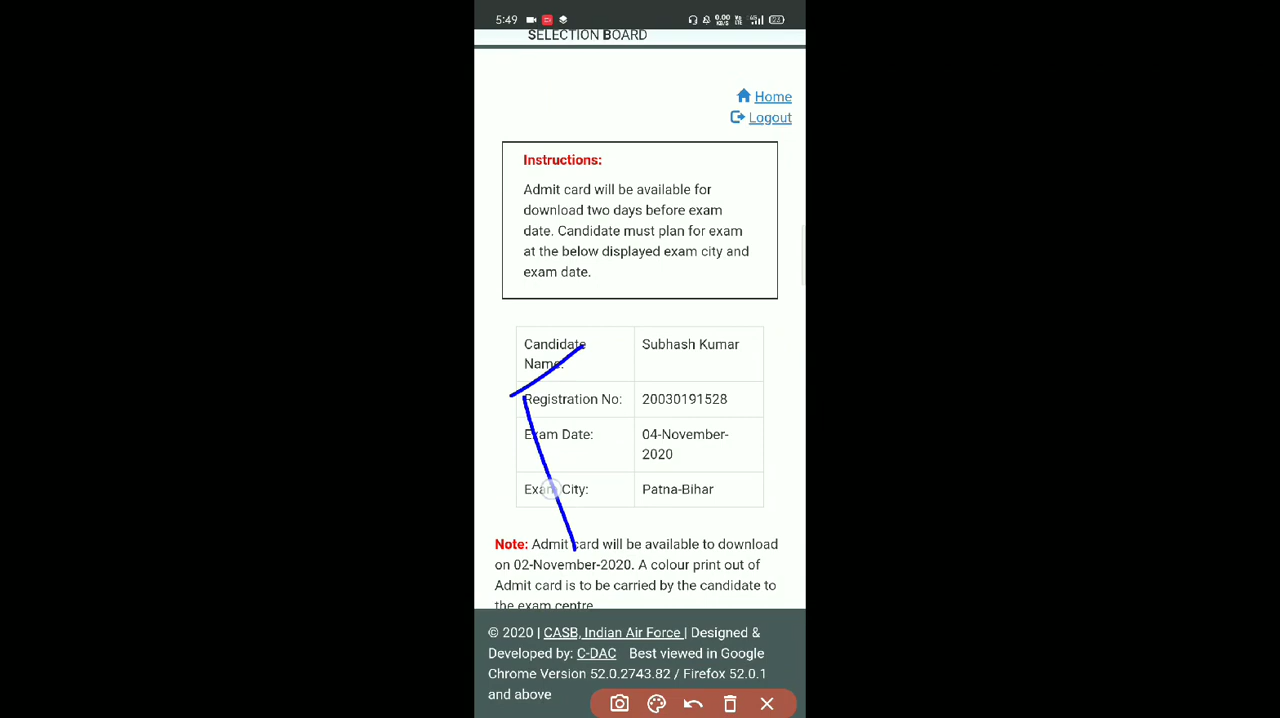 5:49
0.00
KB/S
4G
23
SELECTION BOARD
Home
Logout
Instructions:
Admit card will be available for
download two days before exam
date. Candidate must plan for exam
at the below displayed exam city and
exam date.
Candidate Name: Subhash Kumar
Registration No: 20030191528
Exam Date: 04-November-2020
Exam City: Patna-Bihar
Note: Admit card will be available to download
on 02-November-2020. A colour print out of
Admit card is to be carried by the candidate to
the exam centre
© 2020 | CASB, Indian Air Force | Designed &
Developed by: C-DAC Best viewed in Google
Chrome Version 52.0.2743.82 / Firefox 52.0.1
and above